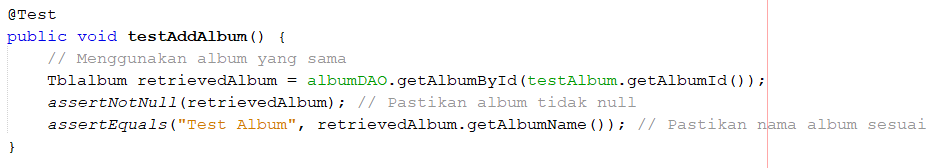 @Test
public void testAddAlbum() {
// Menggunakan album yang sama
Tblalbum retrievedAlbum = albumDAO.getAlbumById(testAlbum.getAlbumId());
assertNotNull(retrievedAlbum); // Pastikan album tidak null
assertEquals("Test Album", retrievedAlbum.getAlbumName()); // Pastikan nama album sesuai
}